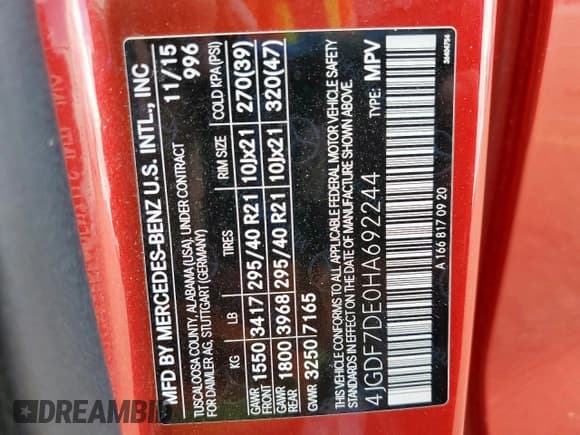 MFD BY MERCEDES-BENZ U.S. INTL., INC
11/15
TUSCALOOSA COUNTY, ALABAMA (USA). UNDER CONTRACT
FOR DAIMLER AG, STUTTGART (GERMANY)
996
KG LB TIRES RIM SIZE COLD. KPA(PSI)
GAWR FRONT 1550 3417 295/40 R21 10Jx21 270(39)
GAWR REAR 1800 3968 295/40 R21 10Jx21 320(47)
GVWR 3250 7165
THIS VEHICLE CONFORMS TO ALL APPLICABLE FEDERAL MOTOR VEHICLE SAFETY
STANDARDS IN EFFECT ON THE DATE OF MANUFACTURE SHOWN ABOVE.
4JGDF7DE0HA692244
TYPE: MPV
A 166 817 09 20
DREAMBID